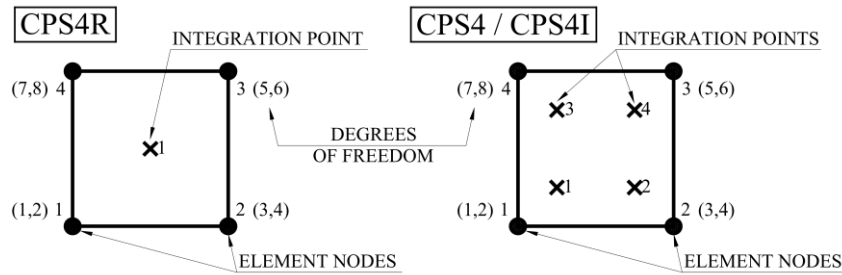 CPS4R
INTEGRATION POINT
(7,8) 4
3 (5,6)
1
(1,2) 1
2 (3,4)
ELEMENT NODES
DEGREES
OF FREEDOM
CPS4 / CPS4I
INTEGRATION POINTS
(7,8) 4
3 (5,6)
3
4
1
2
(1,2) 1
2 (3,4)
ELEMENT NODES